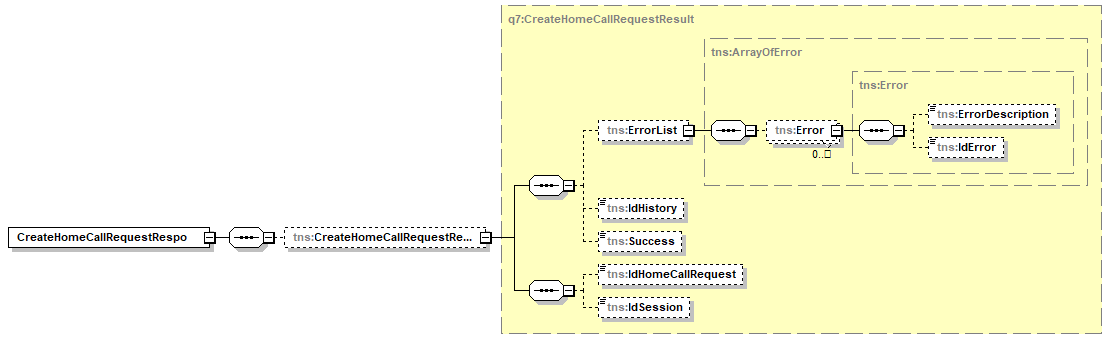 q7:CreateHomeCallRequestResult
tns:ArrayOfError
tns:Error
tns:ErrorDescription
tns:ErrorList
tns:Error
0..
tns:IdError
tns:IdHistory
CreateHomeCallRequestRespo
tns:CreateHomeCallRequestRe...
tns:Success
tns:IdHomeCallRequest
tns:IdSession